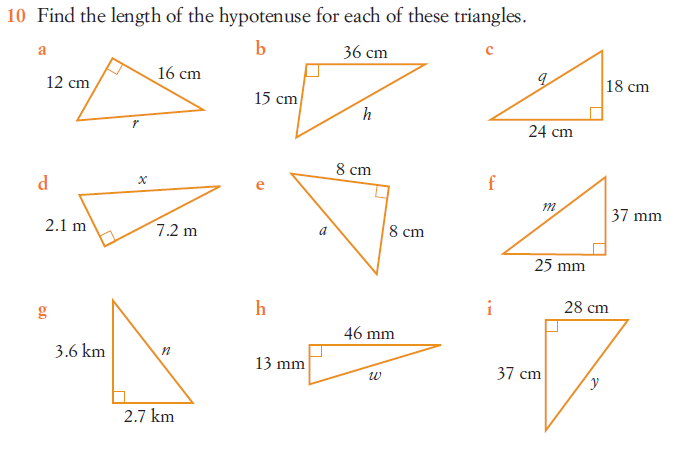 10 Find the length of the hypotenuse for each of these triangles.
a
12 cm
16 cm
r
b
36 cm
15 cm
h
c
q
18 cm
24 cm
d
x
2.1 m
7.2 m
e
8 cm
a
8 cm
f
m
37 mm
25 mm
g
3.6 km
n
2.7 km
h
46 mm
13 mm
w
i
28 cm
37 cm
y